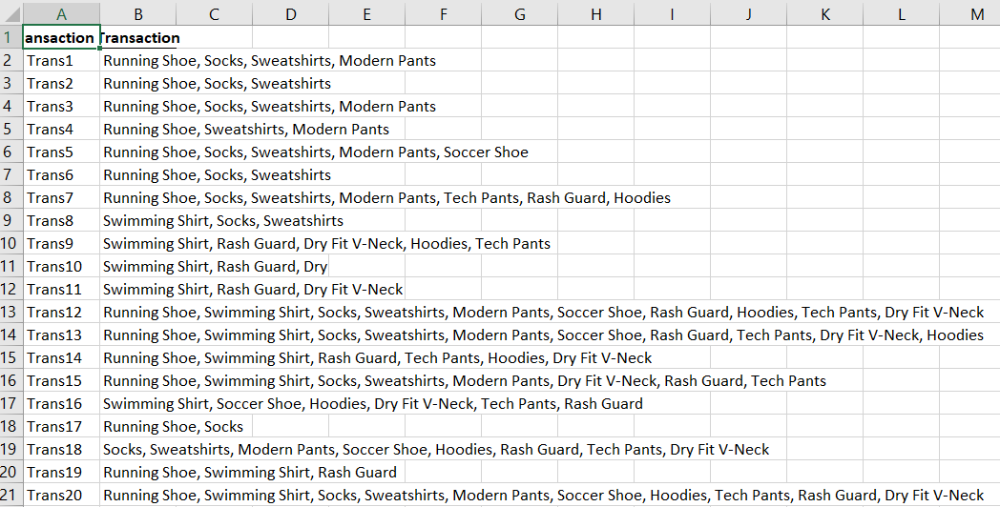 A B C D E F G H I J K L M
1 ansaction Transaction
2 Trans1 Running Shoe, Socks, Sweatshirts, Modern Pants
3 Trans2 Running Shoe, Socks, Sweatshirts
4 Trans3 Running Shoe, Socks, Sweatshirts, Modern Pants
5 Trans4 Running Shoe, Sweatshirts, Modern Pants
6 Trans5 Running Shoe, Socks, Sweatshirts, Modern Pants, Soccer Shoe
7 Trans6 Running Shoe, Socks, Sweatshirts
8 Trans7 Running Shoe, Socks, Sweatshirts, Modern Pants, Tech Pants, Rash Guard, Hoodies
9 Trans8 Swimming Shirt, Socks, Sweatshirts
10 Trans9 Swimming Shirt, Rash Guard, Dry Fit V-Neck, Hoodies, Tech Pants
11 Trans10 Swimming Shirt, Rash Guard, Dry
12 Trans11 Swimming Shirt, Rash Guard, Dry Fit V-Neck
13 Trans12 Running Shoe, Swimming Shirt, Socks, Sweatshirts, Modern Pants, Soccer Shoe, Rash Guard, Hoodies, Tech Pants, Dry Fit V-Neck
14 Trans13 Running Shoe, Swimming Shirt, Socks, Sweatshirts, Modern Pants, Soccer Shoe, Rash Guard, Tech Pants, Dry Fit V-Neck, Hoodies
15 Trans14 Running Shoe, Swimming Shirt, Rash Guard, Tech Pants, Hoodies, Dry Fit V-Neck
16 Trans15 Running Shoe, Swimming Shirt, Socks, Sweatshirts, Modern Pants, Dry Fit V-Neck, Rash Guard, Tech Pants
17 Trans16 Swimming Shirt, Soccer Shoe, Hoodies, Dry Fit V-Neck, Tech Pants, Rash Guard
18 Trans17 Running Shoe, Socks
19 Trans18 Socks, Sweatshirts, Modern Pants, Soccer Shoe, Hoodies, Rash Guard, Tech Pants, Dry Fit V-Neck
20 Trans19 Running Shoe, Swimming Shirt, Rash Guard
21 Trans20 Running Shoe, Swimming Shirt, Socks, Sweatshirts, Modern Pants, Soccer Shoe, Hoodies, Tech Pants, Rash Guard, Dry Fit V-Neck